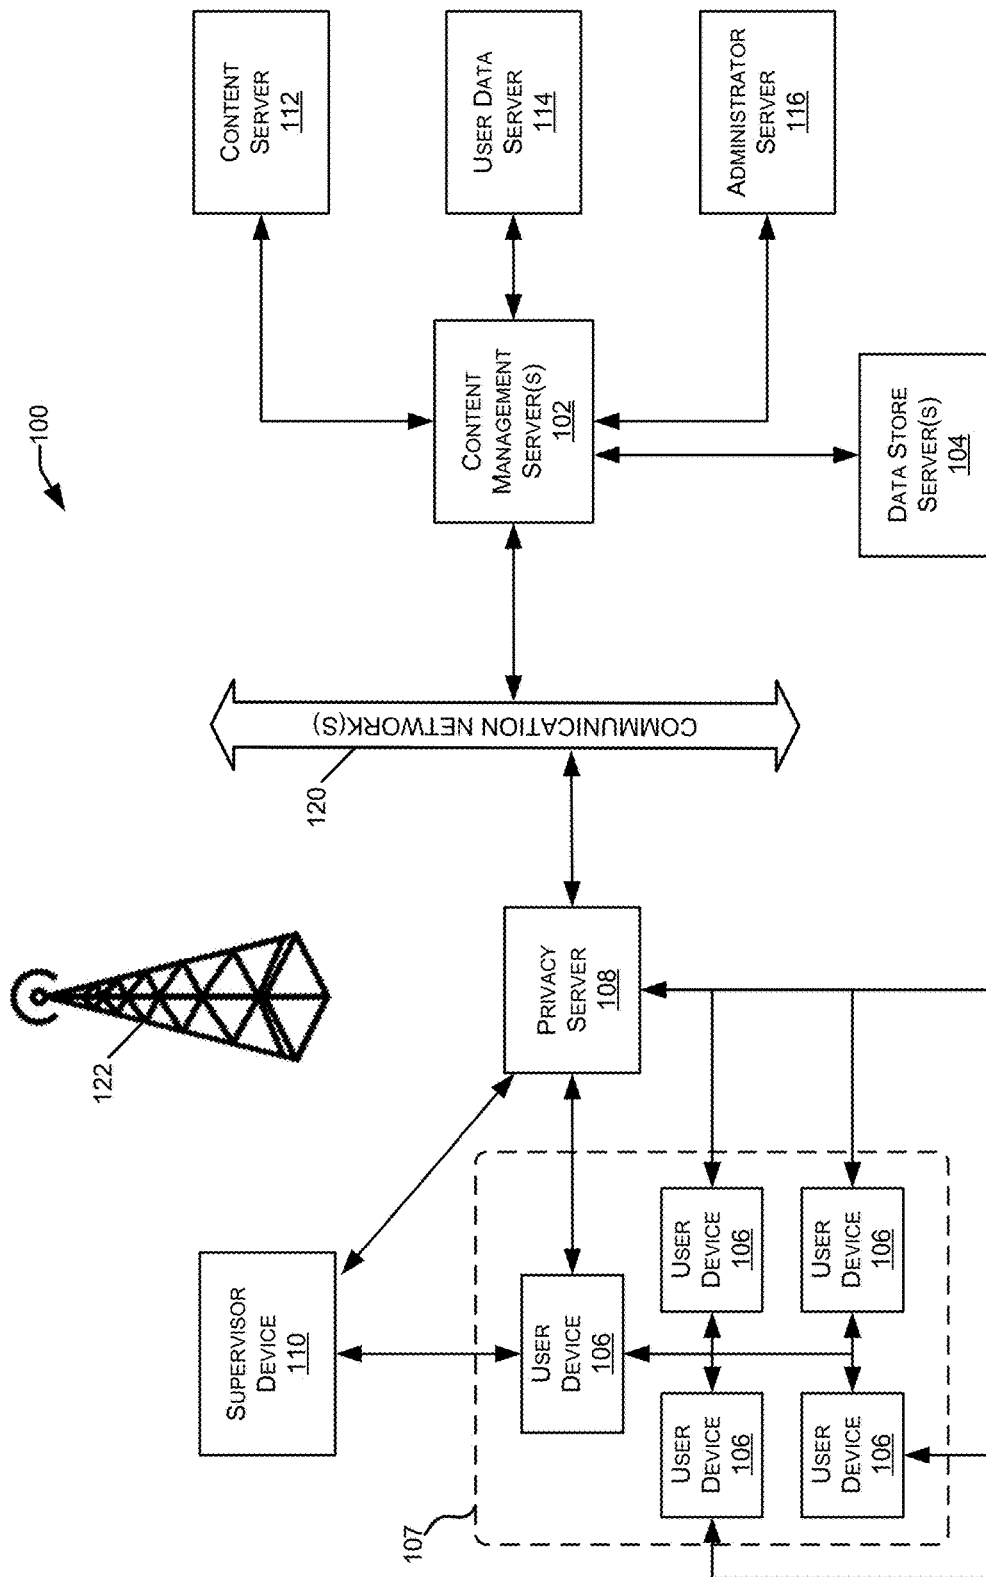 100
122
120
107
SUPERVISOR
DEVICE
110
PRIVACY
SERVER
108
COMMUNICATION NETWORK(S)
CONTENT
MANAGEMENT
SERVER(S)
102
CONTENT
SERVER
112
USER DATA
SERVER
114
ADMINISTRATOR
SERVER
116
DATA STORE
SERVER(S)
104
USER
DEVICE
106
USER
DEVICE
106
USER
DEVICE
106
USER
DEVICE
106
USER
DEVICE
106